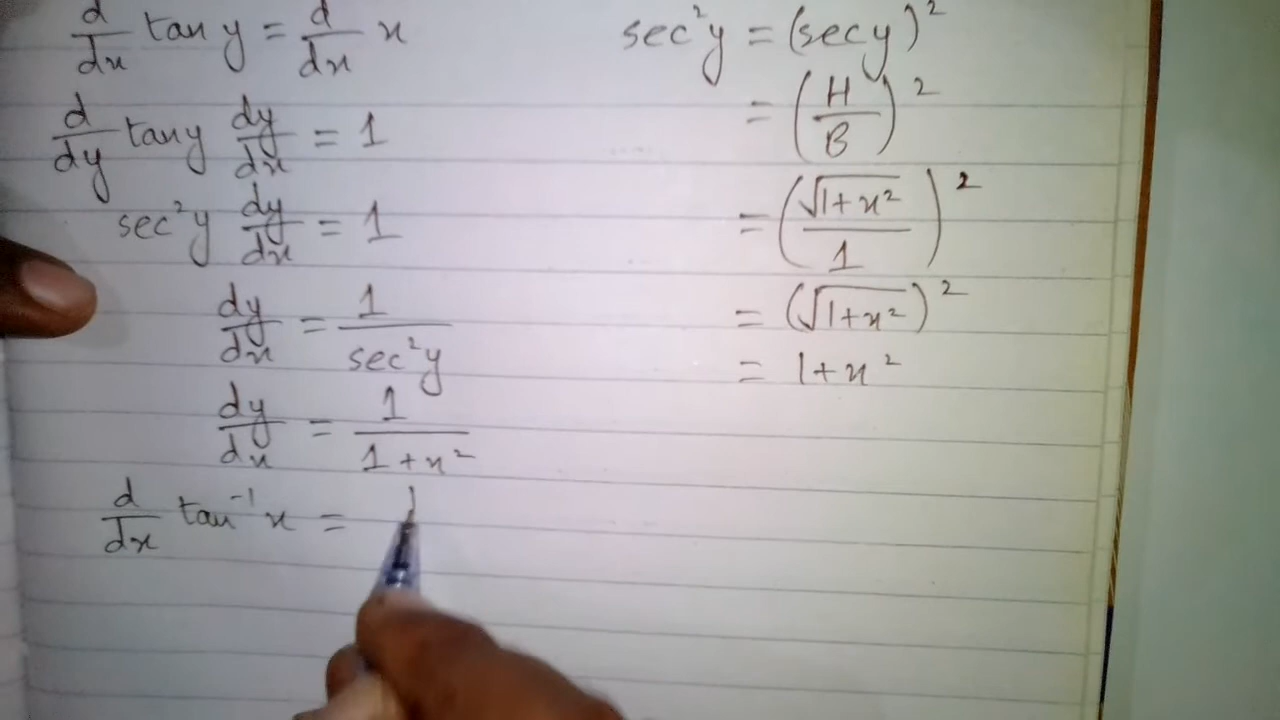 d/dx tan y = d/dx x
d/dy tan y dy/dx = 1
sec²y dy/dx = 1
dy/dx = 1/sec²y
dy/dx = 1/(1+x²)
d/dx tan⁻¹ x = 1
sec²y = (sec y)²
= (H/B)²
= (√(1+x²)/1)²
= (√(1+x²))²
= 1+x²